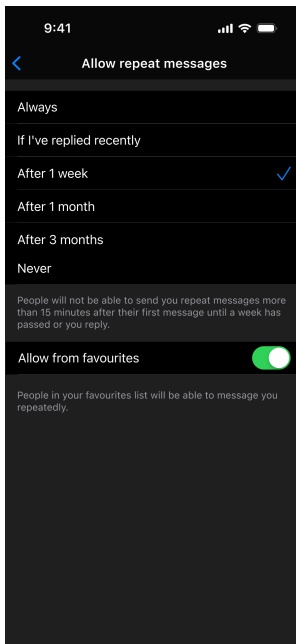 9:41
Allow repeat messages
Always
If I've replied recently
After 1 week
After 1 month
After 3 months
Never
People will not be able to send you repeat messages more
than 15 minutes after their first message until a week has
passed or you reply.
Allow from favourites
People in your favourites list will be able to message you
repeatedly.